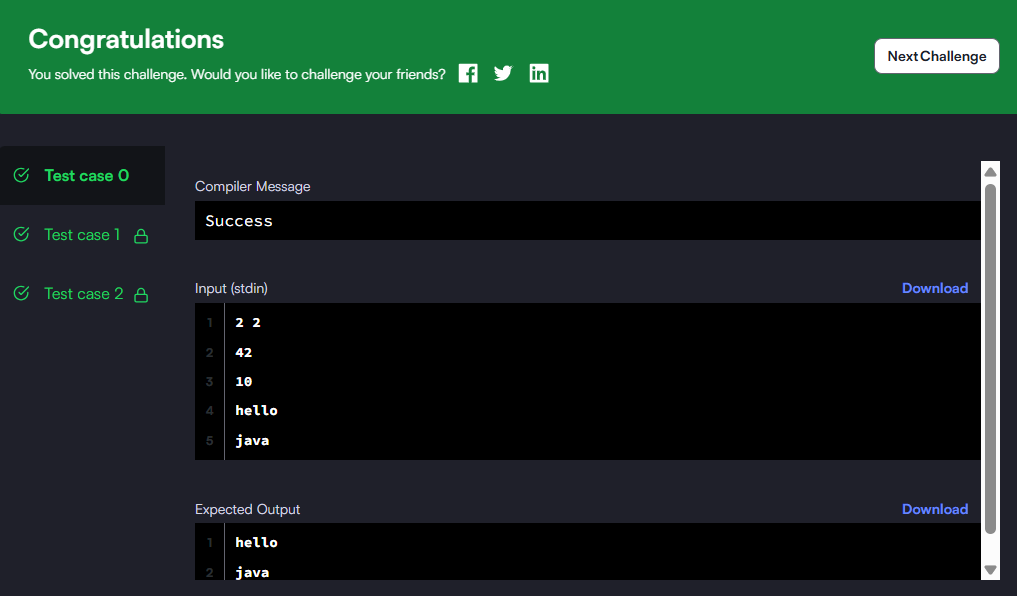 Congratulations
You solved this challenge. Would you like to challenge your friends?
Next Challenge
Test case 0
Test case 1
Test case 2
Compiler Message
Success
Input (stdin)
Download
1 2 2
2 42
3 10
4 hello
5 java
Expected Output
Download
1 hello
2 java